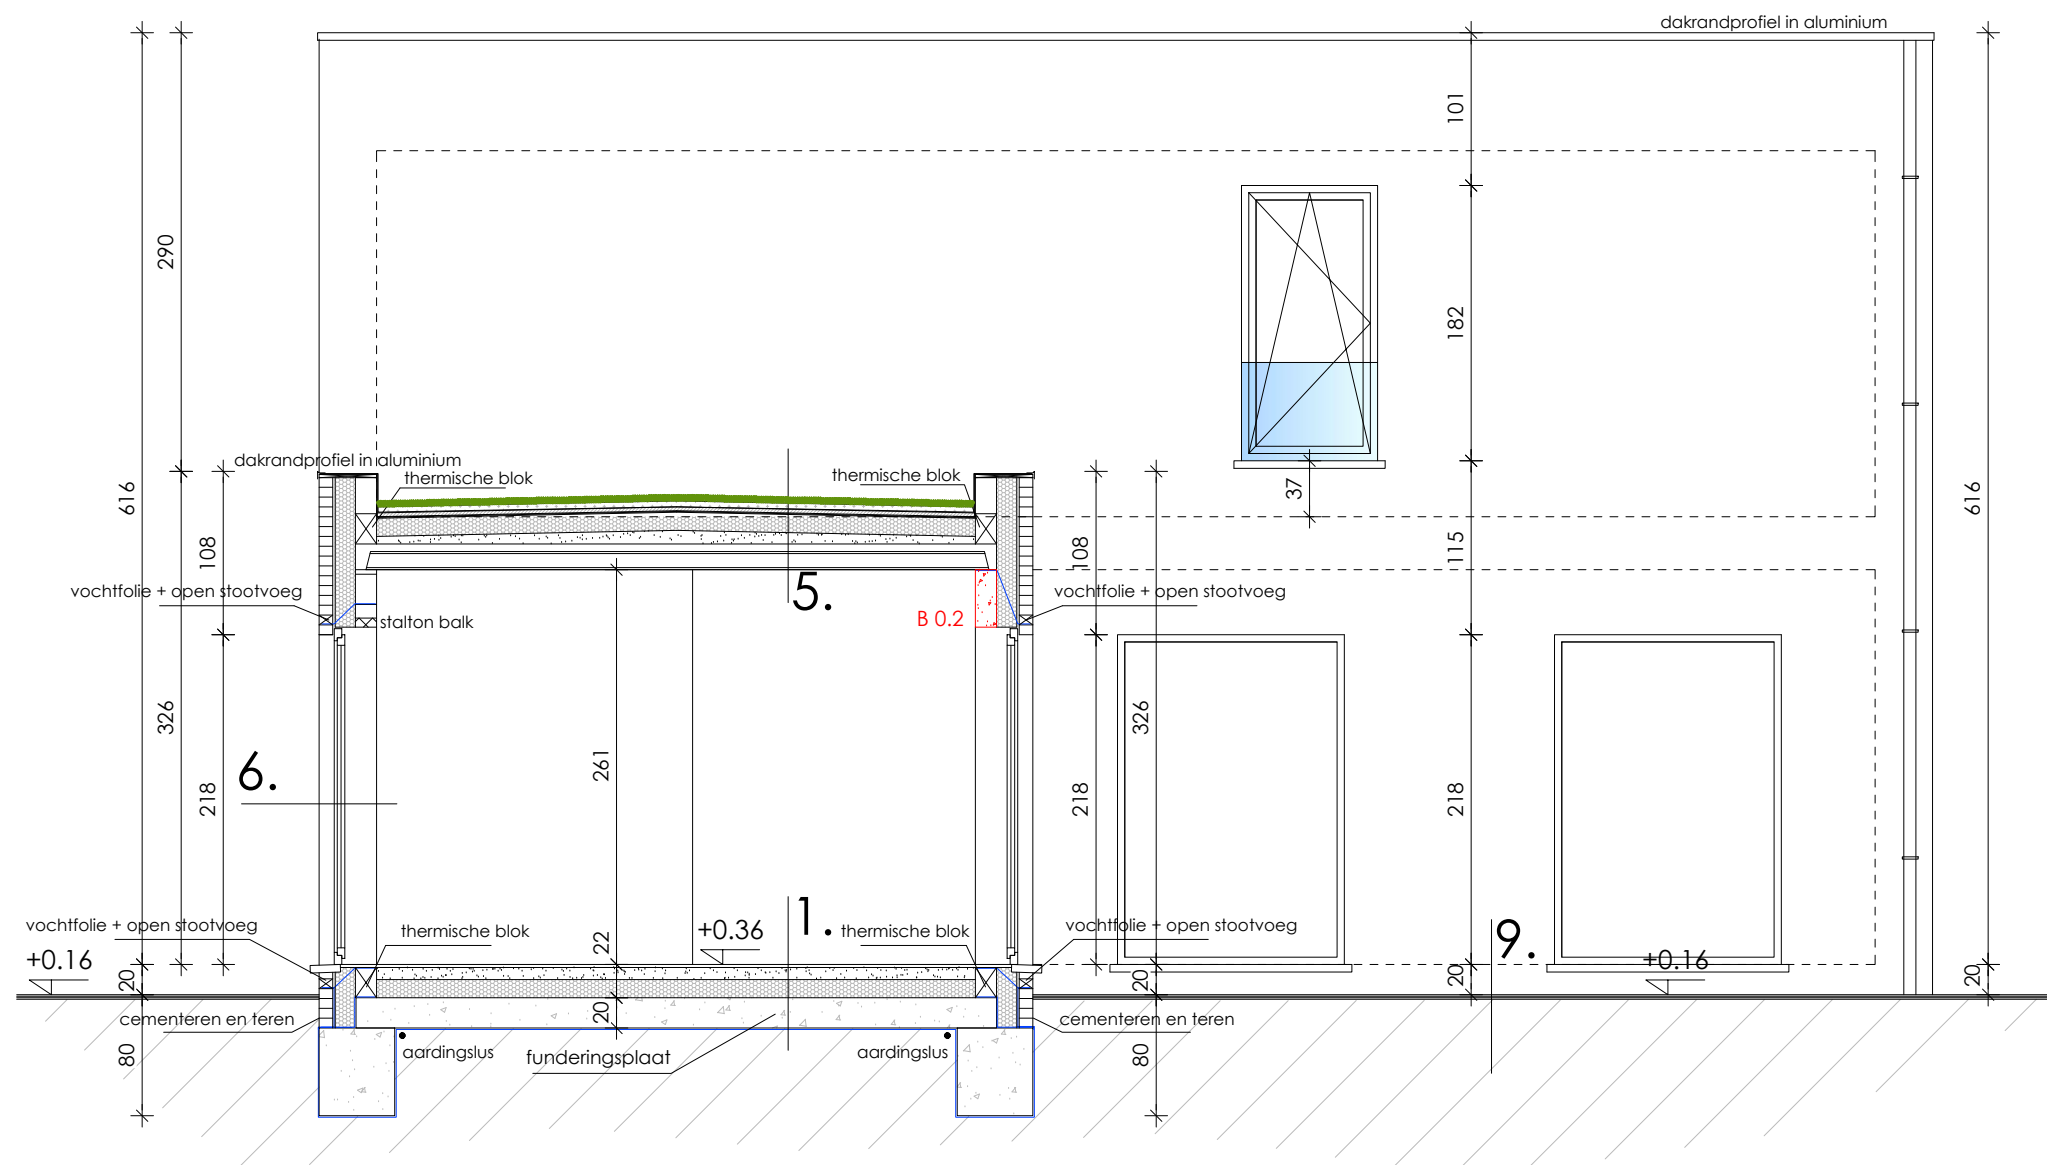 dakrandprofiel in aluminium
101
290
182
dakrandprofiel in aluminium
thermische blok
thermische blok
37
616
616
108
108
115
vochtfolie + open stootvoeg
5.
vochtfolie + open stootvoeg
stalton balk
B 0.2
326
326
261
6.
218
218
218
vochtfolie + open stootvoeg
thermische blok
+0.36
1.
thermische blok
vochtfolie + open stootvoeg
9.
+0.16
22
+0.16
20
20
20
20
20
cementeren en teren
cementeren en teren
80
aardingslus
funderingsplaat
aardingslus
80